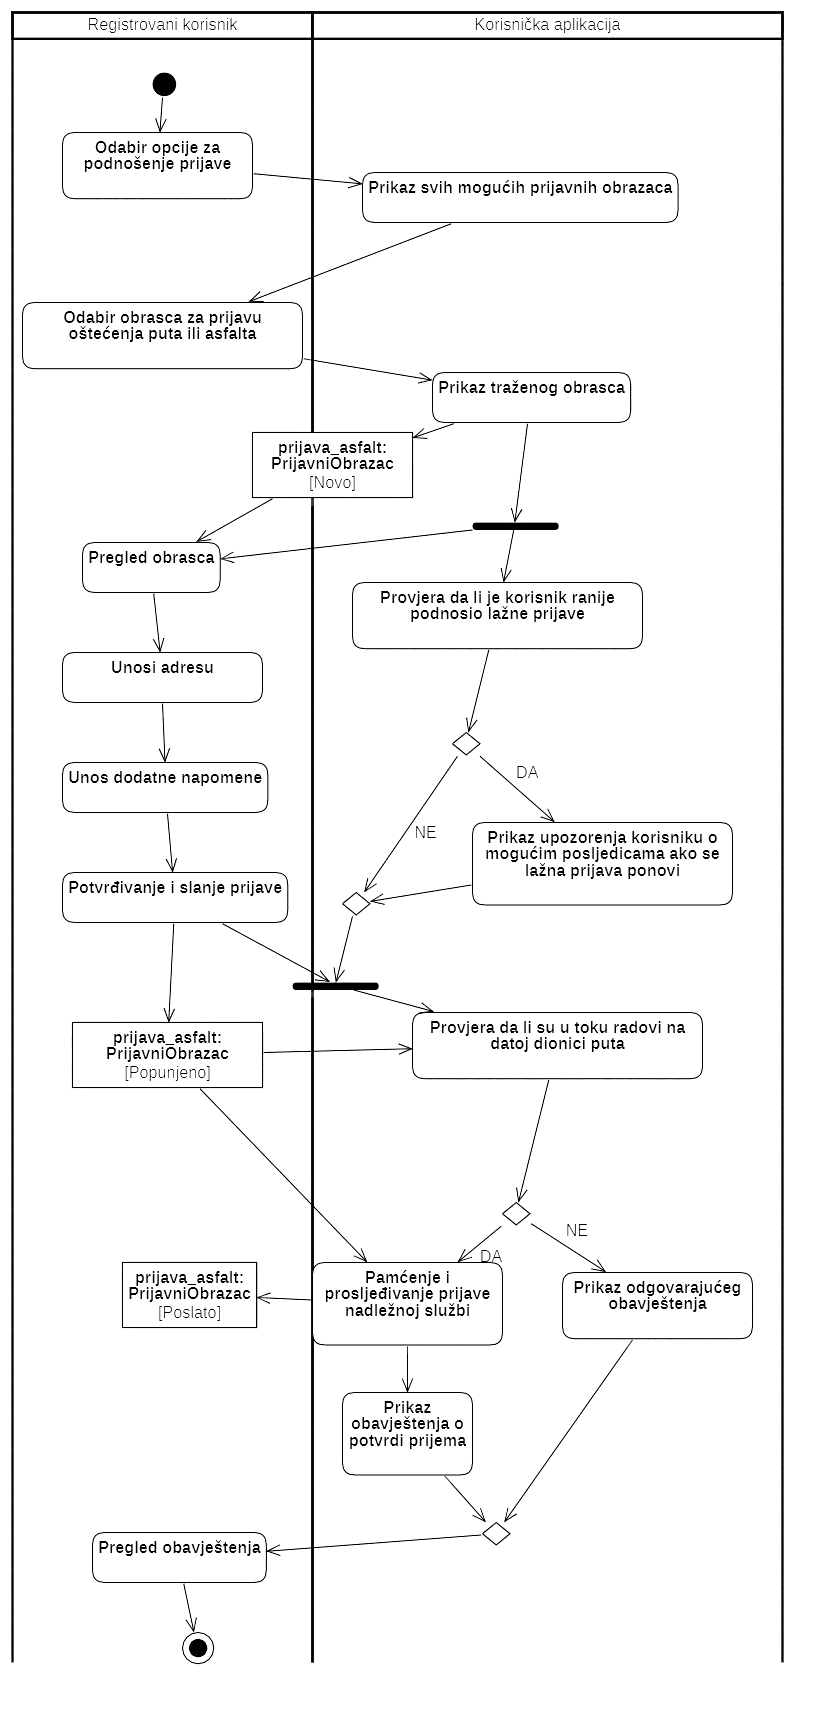 Registrovani korisnik
Korisnička aplikacija
Odabir opcije za
podnošenje prijave
Prikaz svih mogućih prijavnih obrazaca
Odabir obrasca za prijavu
oštećenja puta ili asfalta
Prikaz traženog obrasca
prijava_asfalt:
PrijavniObrazac
[Novo]
Pregled obrasca
Provjera da li je korisnik ranije
podnosio lažne prijave
Unosi adresu
DA
Unos dodatne napomene
NE
Prikaz upozorenja korisniku o
mogućim posljedicama ako se
lažna prijava ponovi
Potvrđivanje i slanje prijave
prijava_asfalt:
PrijavniObrazac
[Popunjeno]
Provjera da li su u toku radovi na
datoj dionici puta
NE
DA
prijava_asfalt:
PrijavniObrazac
[Poslato]
Pamćenje i
prosljeđivanje prijave
nadležnoj službi
Prikaz odgovarajućeg
obavještenja
Prikaz
obavještenja o
potvrdi prijema
Pregled obavještenja